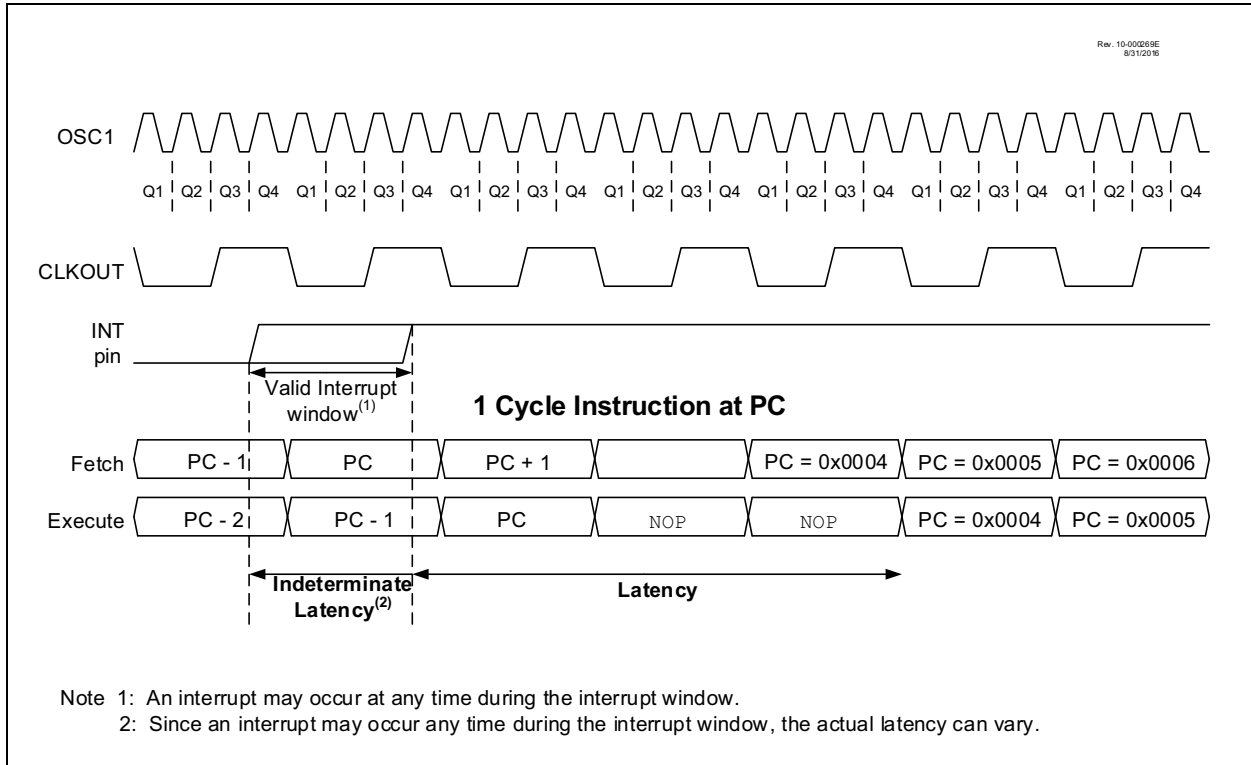 Rev. 10-000269E
8/31/2016
OSC1
Q1 Q2 Q3 Q4 Q1 Q2 Q3 Q4 Q1 Q2 Q3 Q4 Q1 Q2 Q3 Q4 Q1 Q2 Q3 Q4 Q1 Q2 Q3 Q4 Q1 Q2 Q3 Q4
CLKOUT
INT
pin
Valid Interrupt
window(1)
1 Cycle Instruction at PC
Fetch PC - 1 PC PC + 1 PC = 0x0004 PC = 0x0005 PC = 0x0006
Execute PC - 2 PC - 1 PC NOP NOP PC = 0x0004 PC = 0x0005
Indeterminate
Latency(2)
Latency
Note 1: An interrupt may occur at any time during the interrupt window.
2: Since an interrupt may occur any time during the interrupt window, the actual latency can vary.